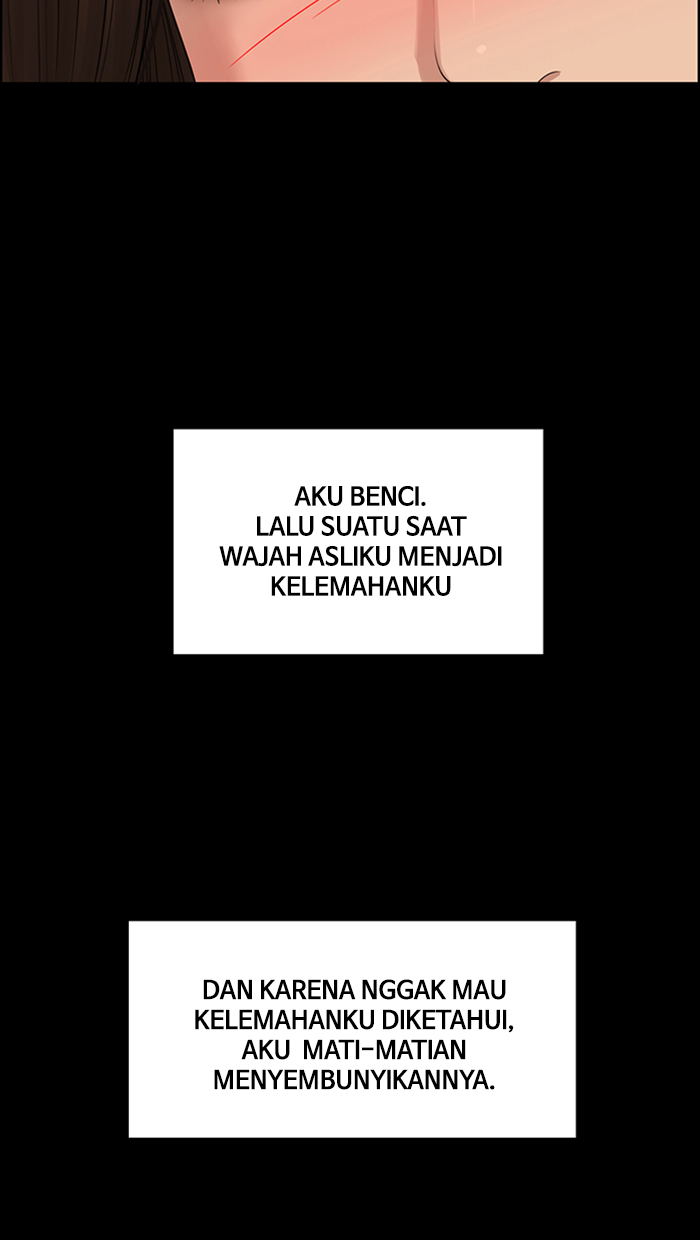 AKU BENCI.
LALU SUATU SAAT
WAJAH ASLIKU MENJADI
KELEMAHANKU
DAN KARENA NGGAK MAU
KELEMAHANKU DIKETAHUI,
AKU MATI-MATIAN
MENYEMBUNYIKANNYA.